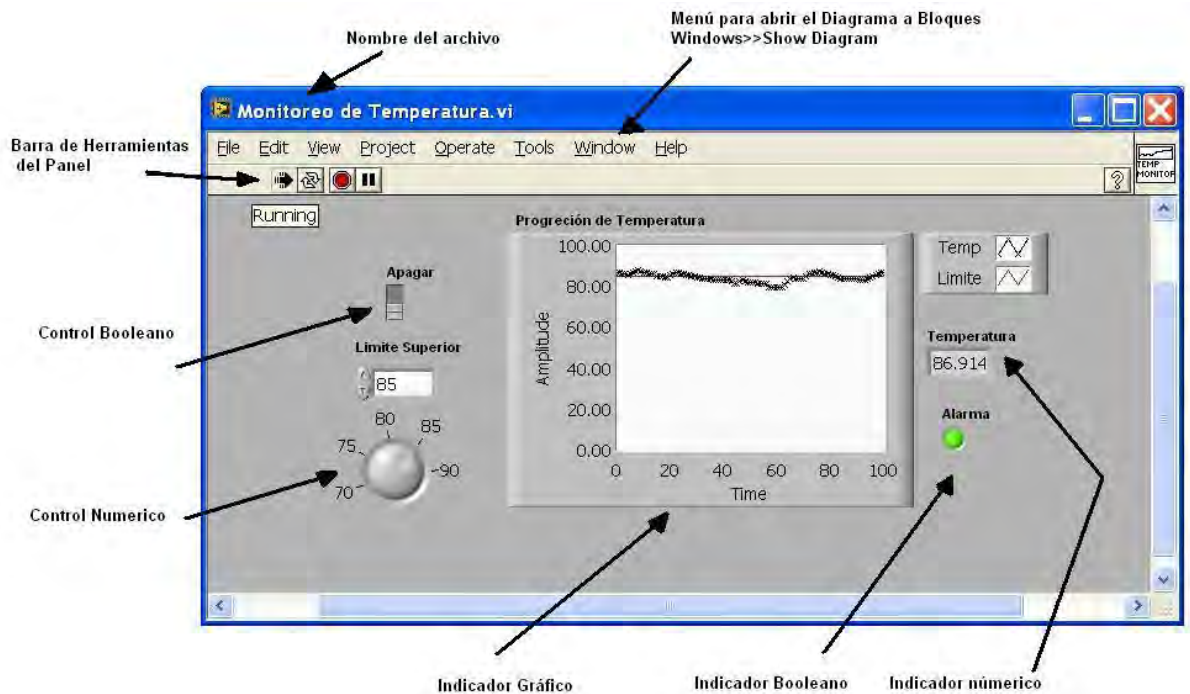 Menú para abrir el Diagrama a Bloques
Windows>>Show Diagram
Nombre del archivo
Monitoreo de Temperatura.vi
Barra de Herramientas
del Panel
File Edit View Project Operate Tools Window Help
TEMP
MONITOR
Running
Progreción de Temperatura
100.00
80.00
60.00
40.00
20.00
0.00
Amplitude
0 20 40 60 80 100
Time
Temp
Limite
Apagar
Control Booleano
Limite Superior
85
70 75 80 85 90
Control Numerico
Temperatura
86.914
Alarma
Indicador Gráfico
Indicador Booleano
Indicador númerico